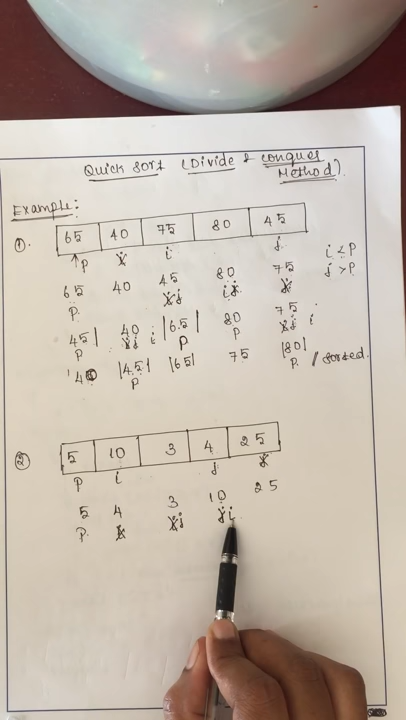 Quick sort (Divide & conquer
Method).
Example:
①. 65 40 75 80 45
↑P i i j i < P
j > P
65 40 45 80 75
P i j i j j
45| 40 |65| 80 75
P i j i P P i j i
40 |45| |65| 75 |80| // sorted.
P P
② 5 10 3 4 25
P i j j
5 4 3 10 25
P. i i j j i